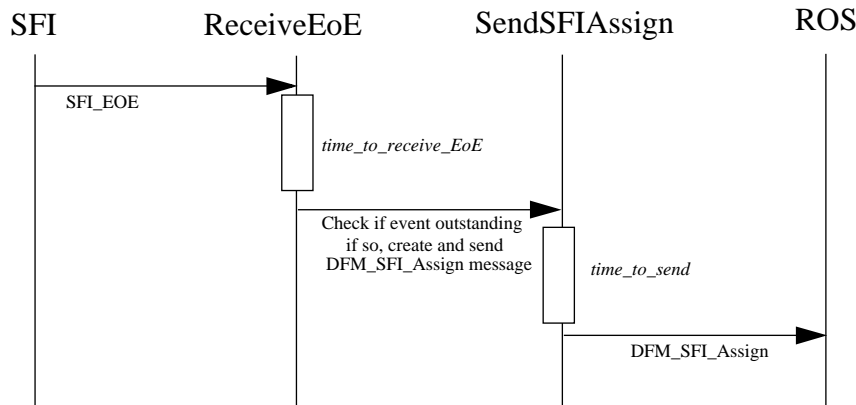 SFI
ReceiveEoE
SendSFIAssign
ROS
SFI_EOE
time_to_receive_EoE
Check if event outstanding
if so, create and send
DFM_SFI_Assign message
time_to_send
DFM_SFI_Assign